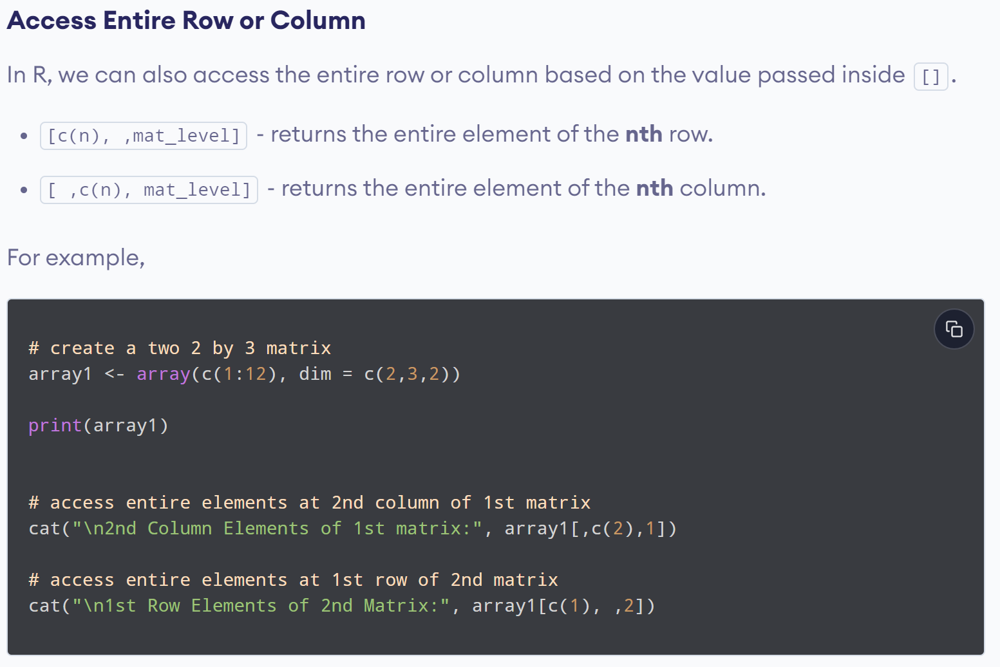 Access Entire Row or Column
In R, we can also access the entire row or column based on the value passed inside [].
• [c(n), ,mat_level] - returns the entire element of the nth row.
• [ ,c(n), mat_level] - returns the entire element of the nth column.
For example,
# create a two 2 by 3 matrix
array1 <- array(c(1:12), dim = c(2,3,2))
print(array1)
# access entire elements at 2nd column of 1st matrix
cat("\n2nd Column Elements of 1st matrix:", array1[,c(2),1])
# access entire elements at 1st row of 2nd matrix
cat("\n1st Row Elements of 2nd Matrix:", array1[c(1), ,2])